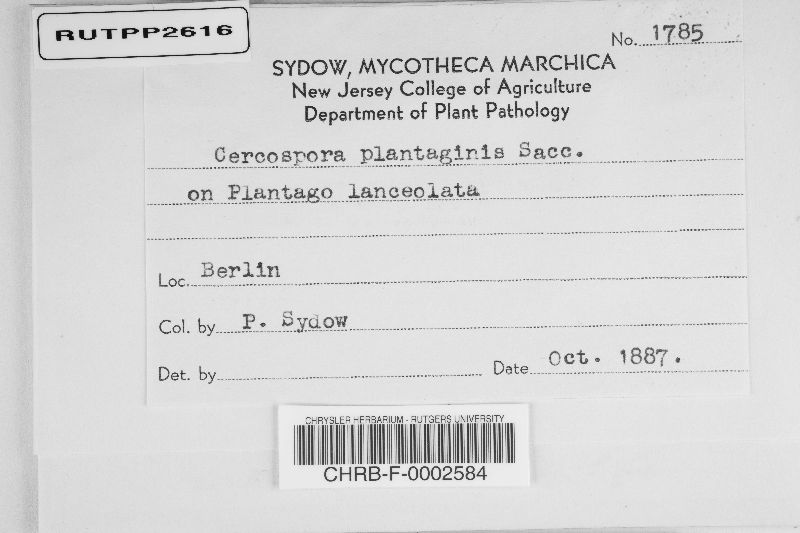 RUTPP2616
No. 1785
SYDOW, MYCOTHECA MARCHICA
New Jersey College of Agriculture
Department of Plant Pathology
Cercospora plantaginis Sacc.
on Plantago lanceolata
Loc. Berlin
Col. by P. Sydow
Det. by
Date Oct. 1887.
CHRYSLER HERBARIUM - RUTGERS UNIVERSITY
CHRB-F-0002584